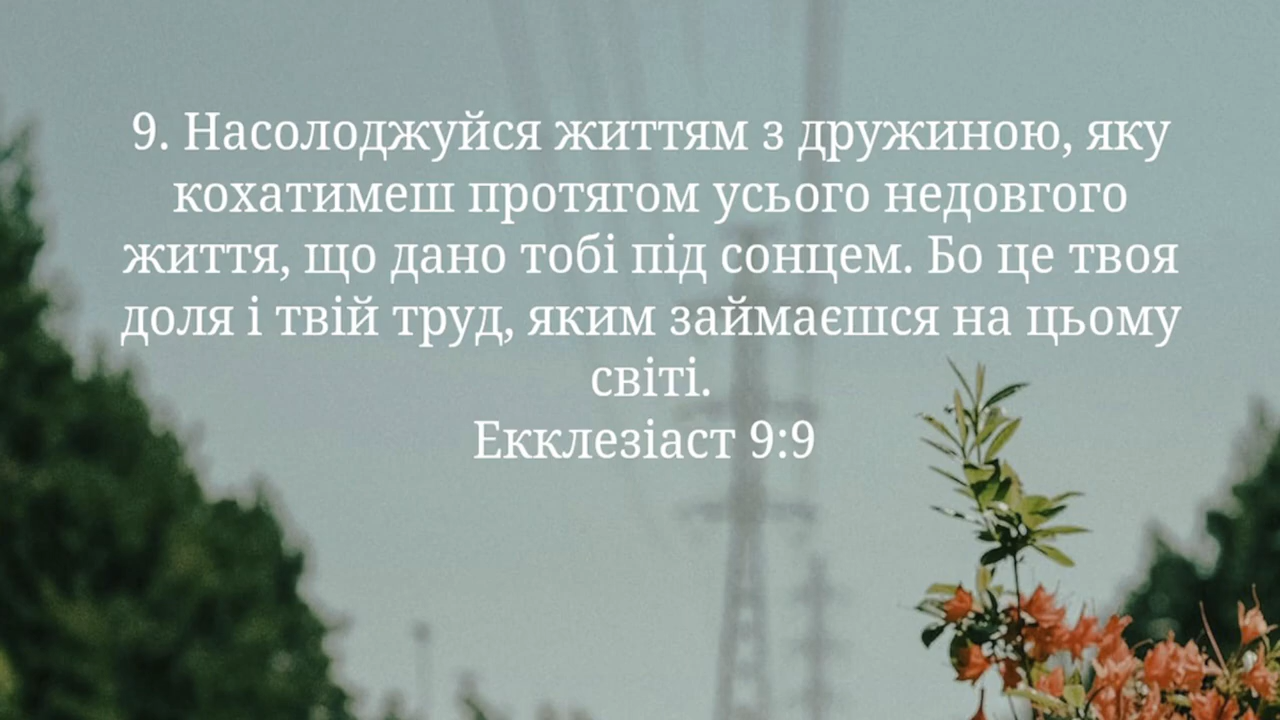 9. Насолоджуйся життям з дружиною, яку
кохатимеш протягом усього недовгого
життя, що дано тобі під сонцем. Бо це твоя
доля і твій труд, яким займаєшся на цьому
світі.
Екклезіаст 9:9